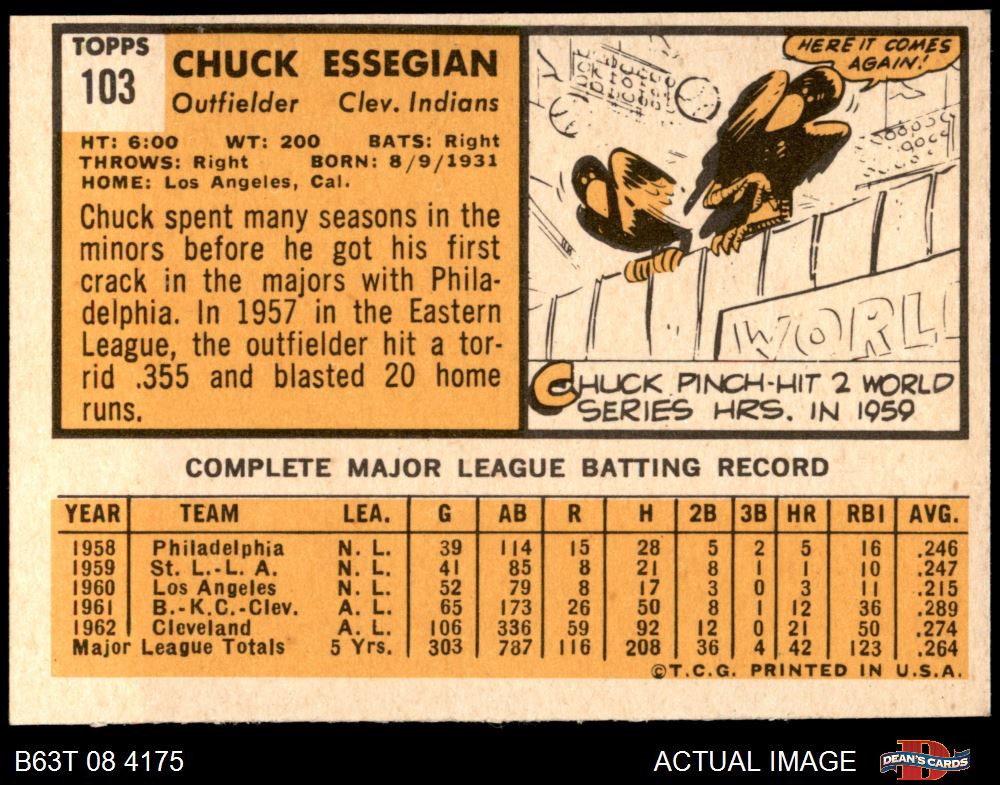 TOPPS
103
CHUCK ESSEGIAN
Outfielder Clev. Indians
HT: 6:00 WT: 200 BATS: Right
THROWS: Right BORN: 8/9/1931
HOME: Los Angeles, Cal.
Chuck spent many seasons in the
minors before he got his first
crack in the majors with Phila-
delphia. In 1957 in the Eastern
League, the outfielder hit a tor-
rid .355 and blasted 20 home
runs.
HERE IT COMES
AGAIN!
WORL
CHUCK PINCH-HIT 2 WORLD
SERIES HRS. IN 1959
COMPLETE MAJOR LEAGUE BATTING RECORD
YEAR TEAM LEA. G AB R H 2B 3B HR RBI AVG.
1958 Philadelphia N. L. 39 114 15 28 5 2 5 16 .246
1959 St. L.-L. A. N. L. 41 85 8 21 8 1 1 10 .247
1960 Los Angeles N. L. 52 79 8 17 3 0 3 11 .215
1961 B.-K.C.-Clev. A. L. 65 173 26 50 8 1 12 36 .289
1962 Cleveland A. L. 106 336 59 92 12 0 21 50 .274
Major League Totals 5 Yrs. 303 787 116 208 36 4 42 123 .264
©T.C.G. PRINTED IN U.S.A.
B63T 08 4175 ACTUAL IMAGE
D
DEAN'S CARDS